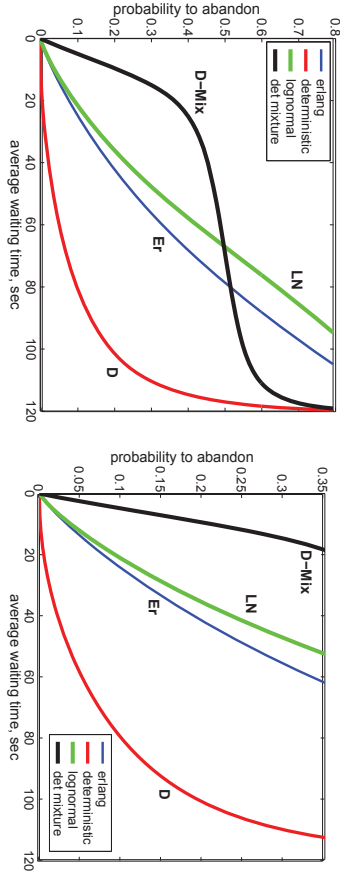 probability to abandon
0.8
0.7
0.6
0.5
0.4
0.3
0.2
0.1
0
erlang
deterministic
lognormal
det mixture
D-Mix
LN
Er
D
0
20
40
60
80
100
120
average waiting time, sec
probability to abandon
0.35
0.3
0.25
0.2
0.15
0.1
0.05
0
D-Mix
LN
Er
D
erlang
deterministic
lognormal
det mixture
0
20
40
60
80
100
120
average waiting time, sec